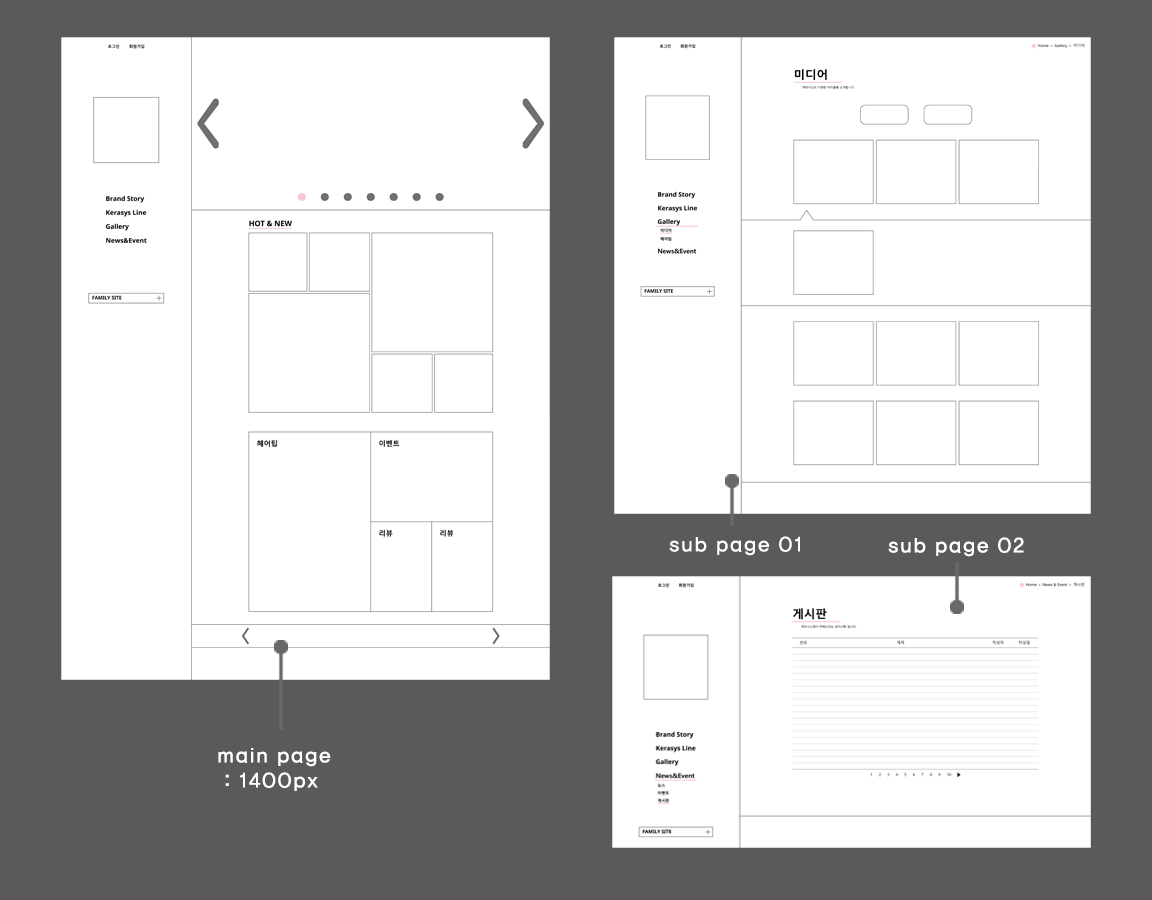 로그인 회원가입
Brand Story
Kerasys Line
Gallery
News&Event
FAMILY SITE +
HOT & NEW
헤어팁
이벤트
리뷰
리뷰
main page
: 1400px
로그인 회원가입
Brand Story
Kerasys Line
Gallery
미디어
헤어팁
News&Event
FAMILY SITE +
Home > Gallery > 미디어
미디어
sub page 01
sub page 02
로그인 회원가입
Brand Story
Kerasys Line
Gallery
News&Event
뉴스
이벤트
게시판
FAMILY SITE +
Home > News & Event > 게시판
게시판
번호 제목 작성자 작성일
1 2 3 4 5 6 7 8 9 10